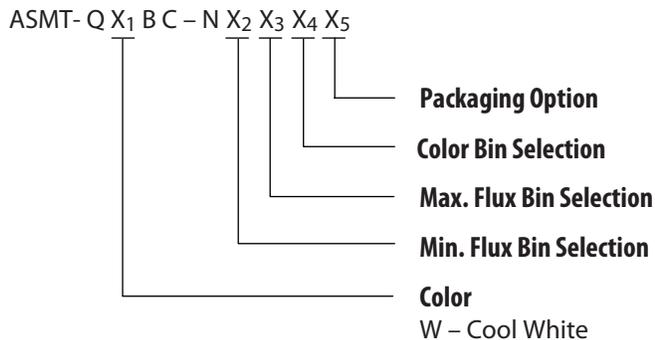 ASMT- Q X1 B C – N X2 X3 X4 X5
Packaging Option
Color Bin Selection
Max. Flux Bin Selection
Min. Flux Bin Selection
Color
W – Cool White